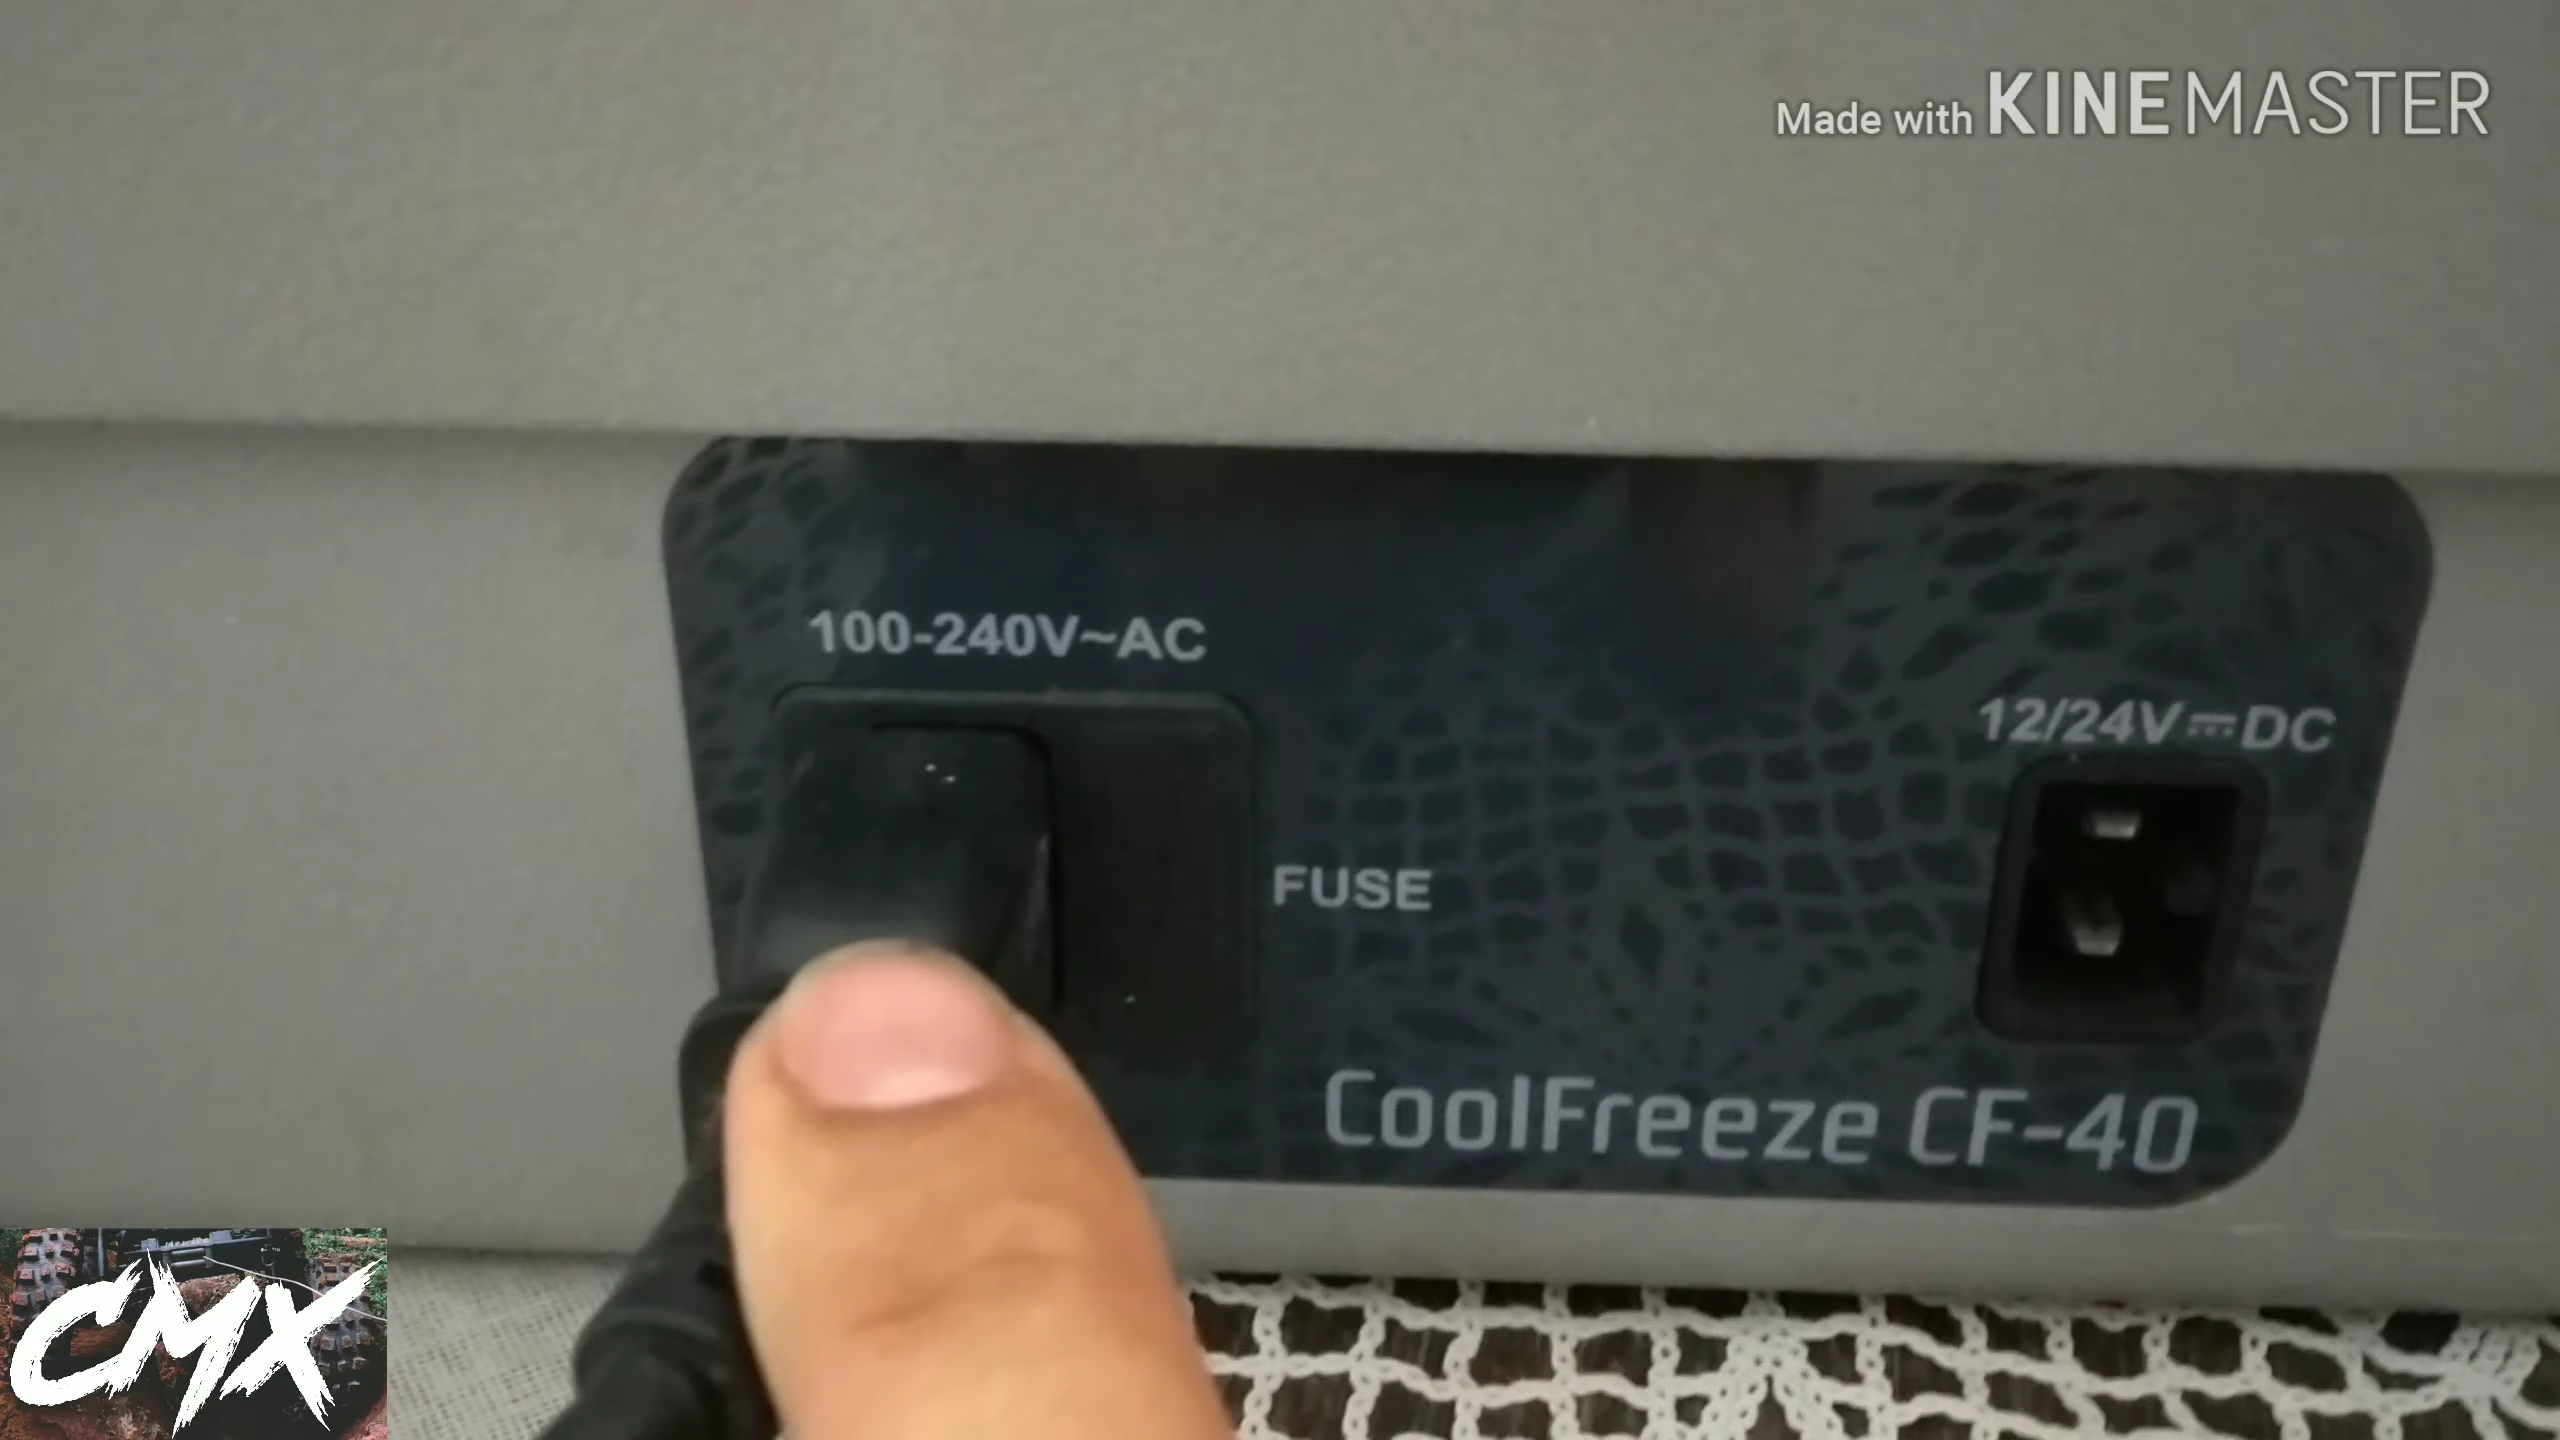 Made with KINEMASTER
100-240V~AC
12/24V⎓DC
FUSE
CoolFreeze CF-40
CMX